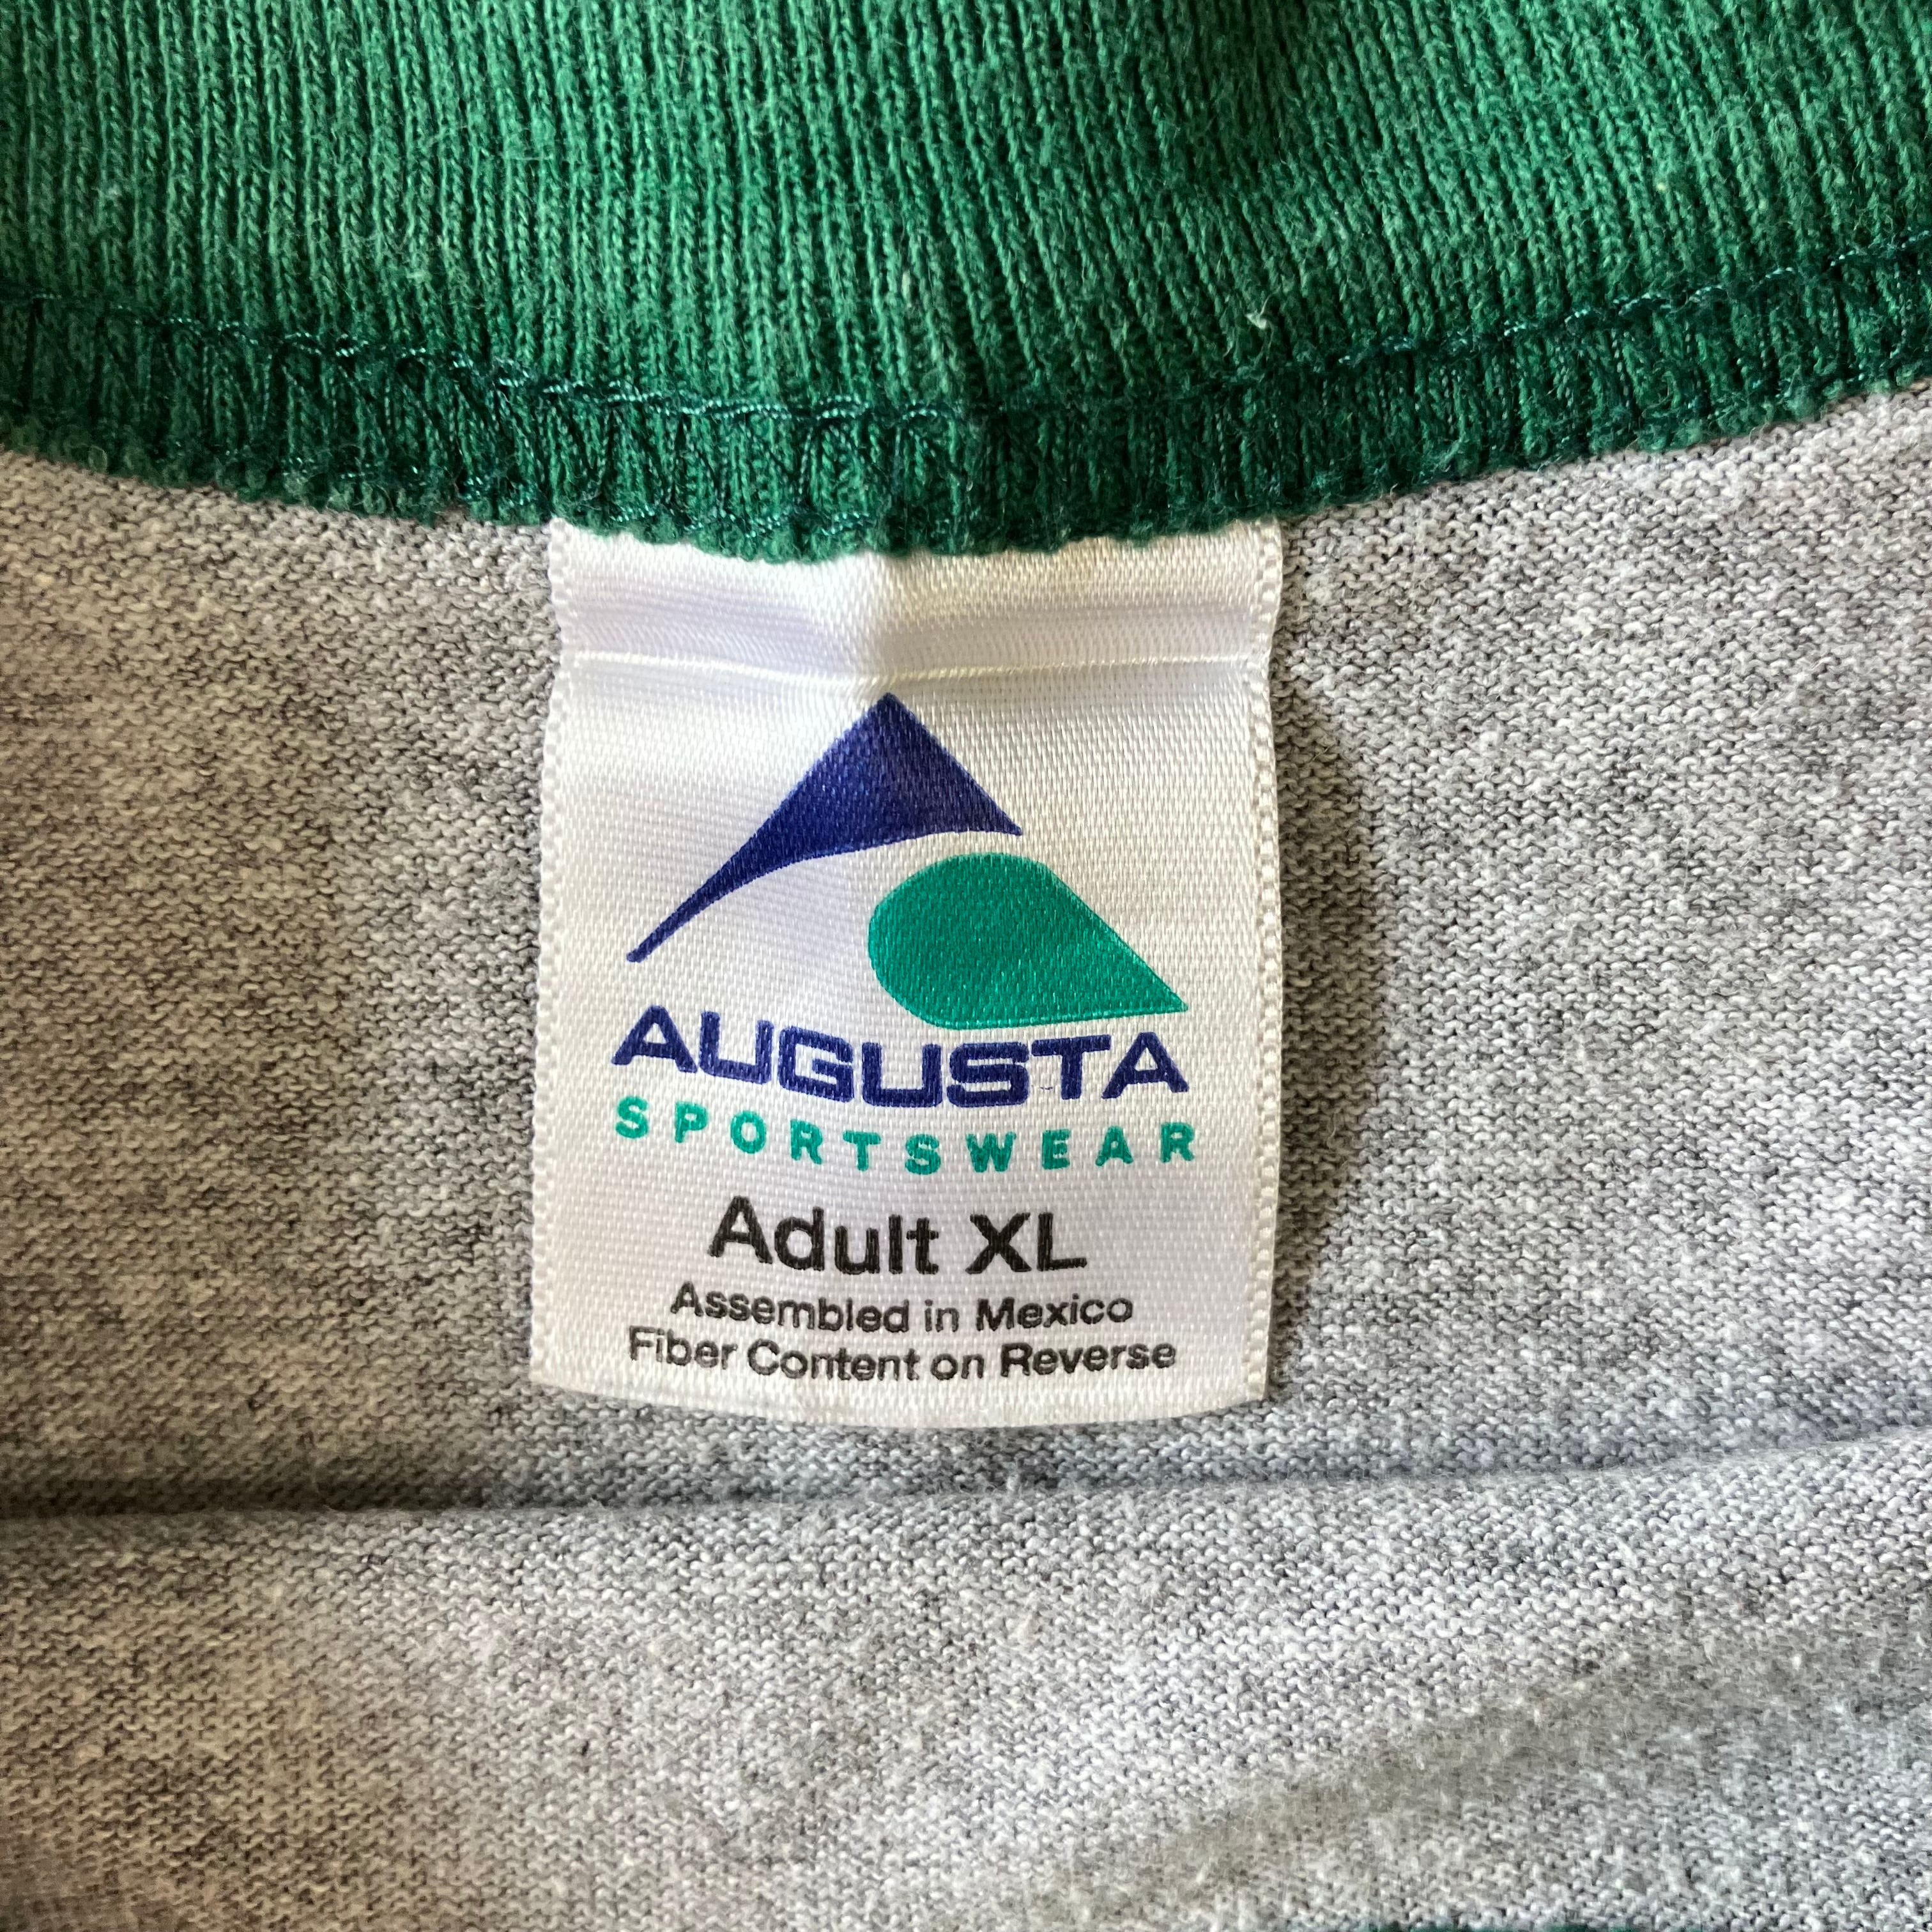 AUGUSTA
SPORTSWEAR
Adult XL
Assembled in Mexico
Fiber Content on Reverse